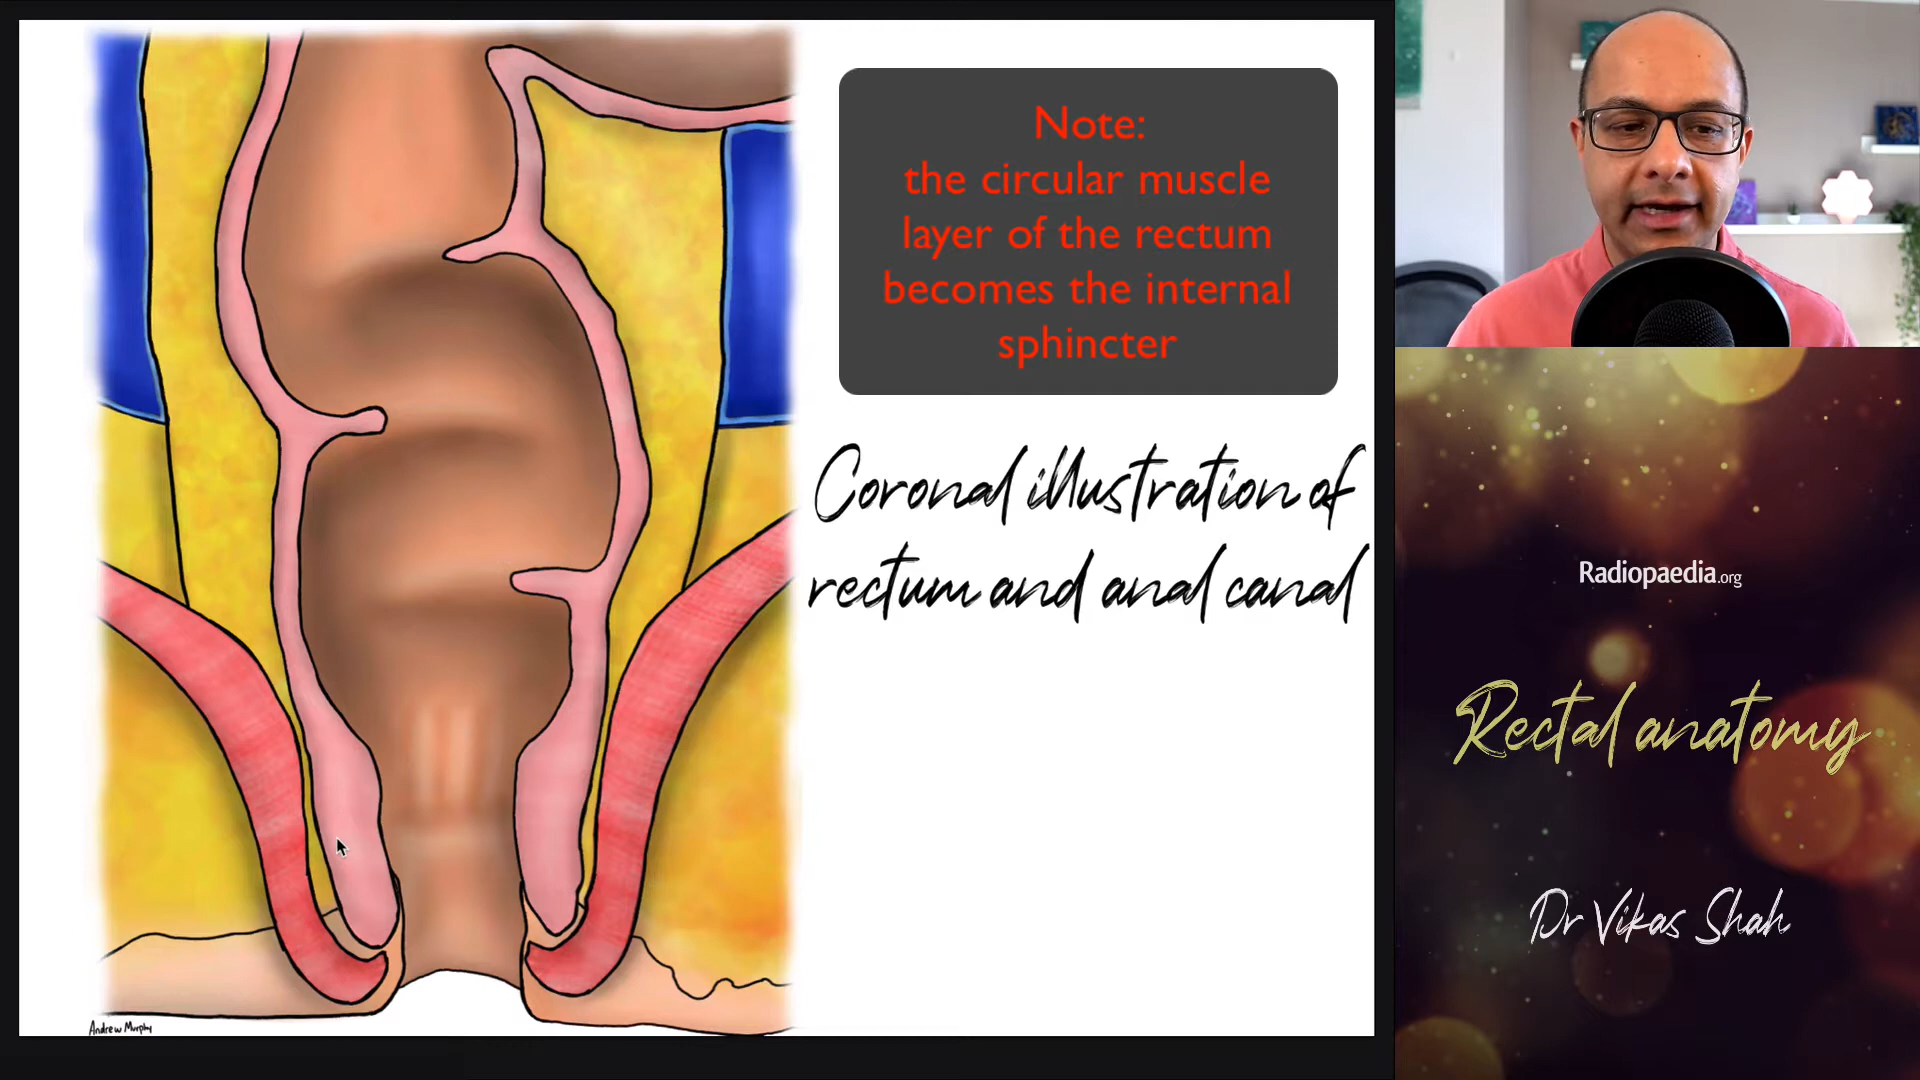 Note:
the circular muscle
layer of the rectum
becomes the internal
sphincter
Coronal illustration of
rectum and anal canal
Andrew Murphy
Radiopaedia.org
Rectal anatomy
Dr Vikas Shah